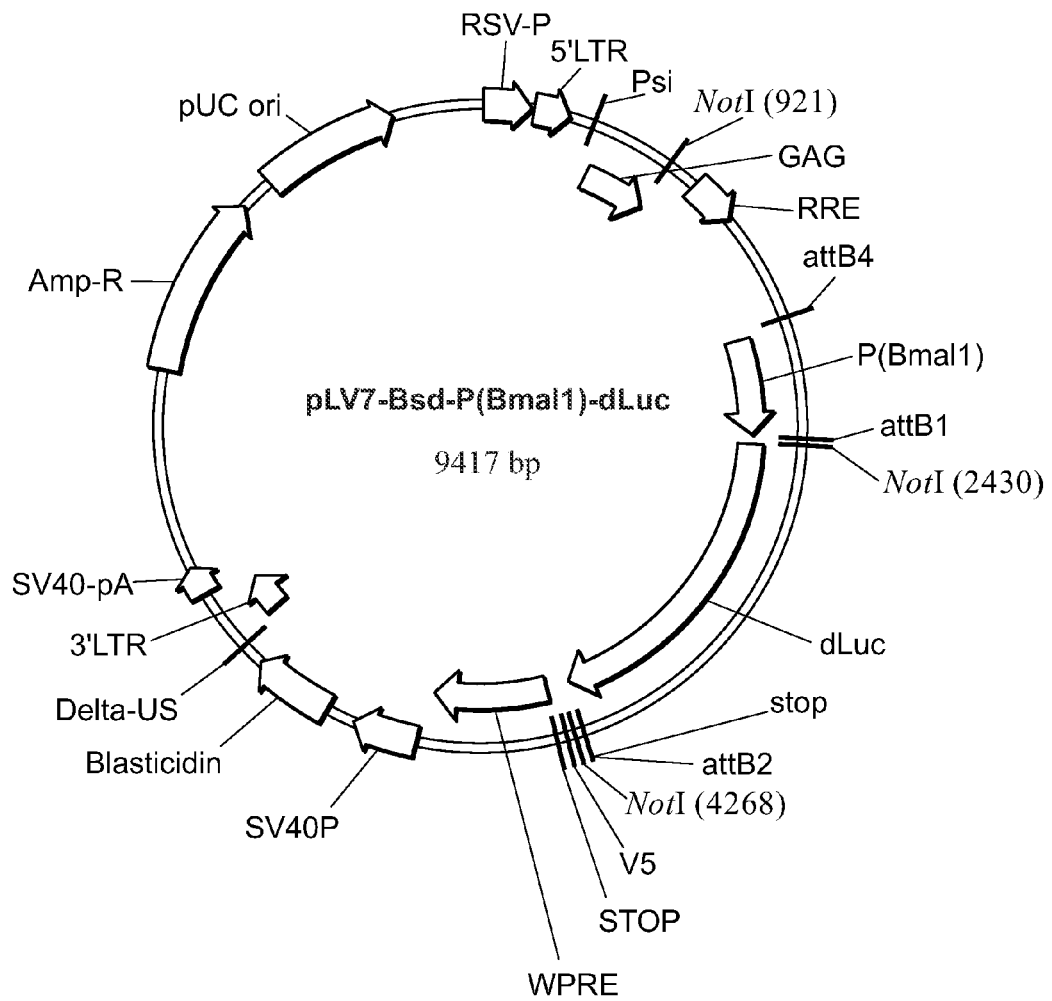 RSV-P
5'LTR
Psi
pUC ori
NotI (921)
GAG
RRE
attB4
Amp-R
P(Bmal1)
pLV7-Bsd-P(Bmal1)-dLuc
attB1
9417 bp
NotI (2430)
SV40-pA
3'LTR
dLuc
Delta-US
stop
Blasticidin
attB2
NotI (4268)
SV40P
V5
STOP
WPRE